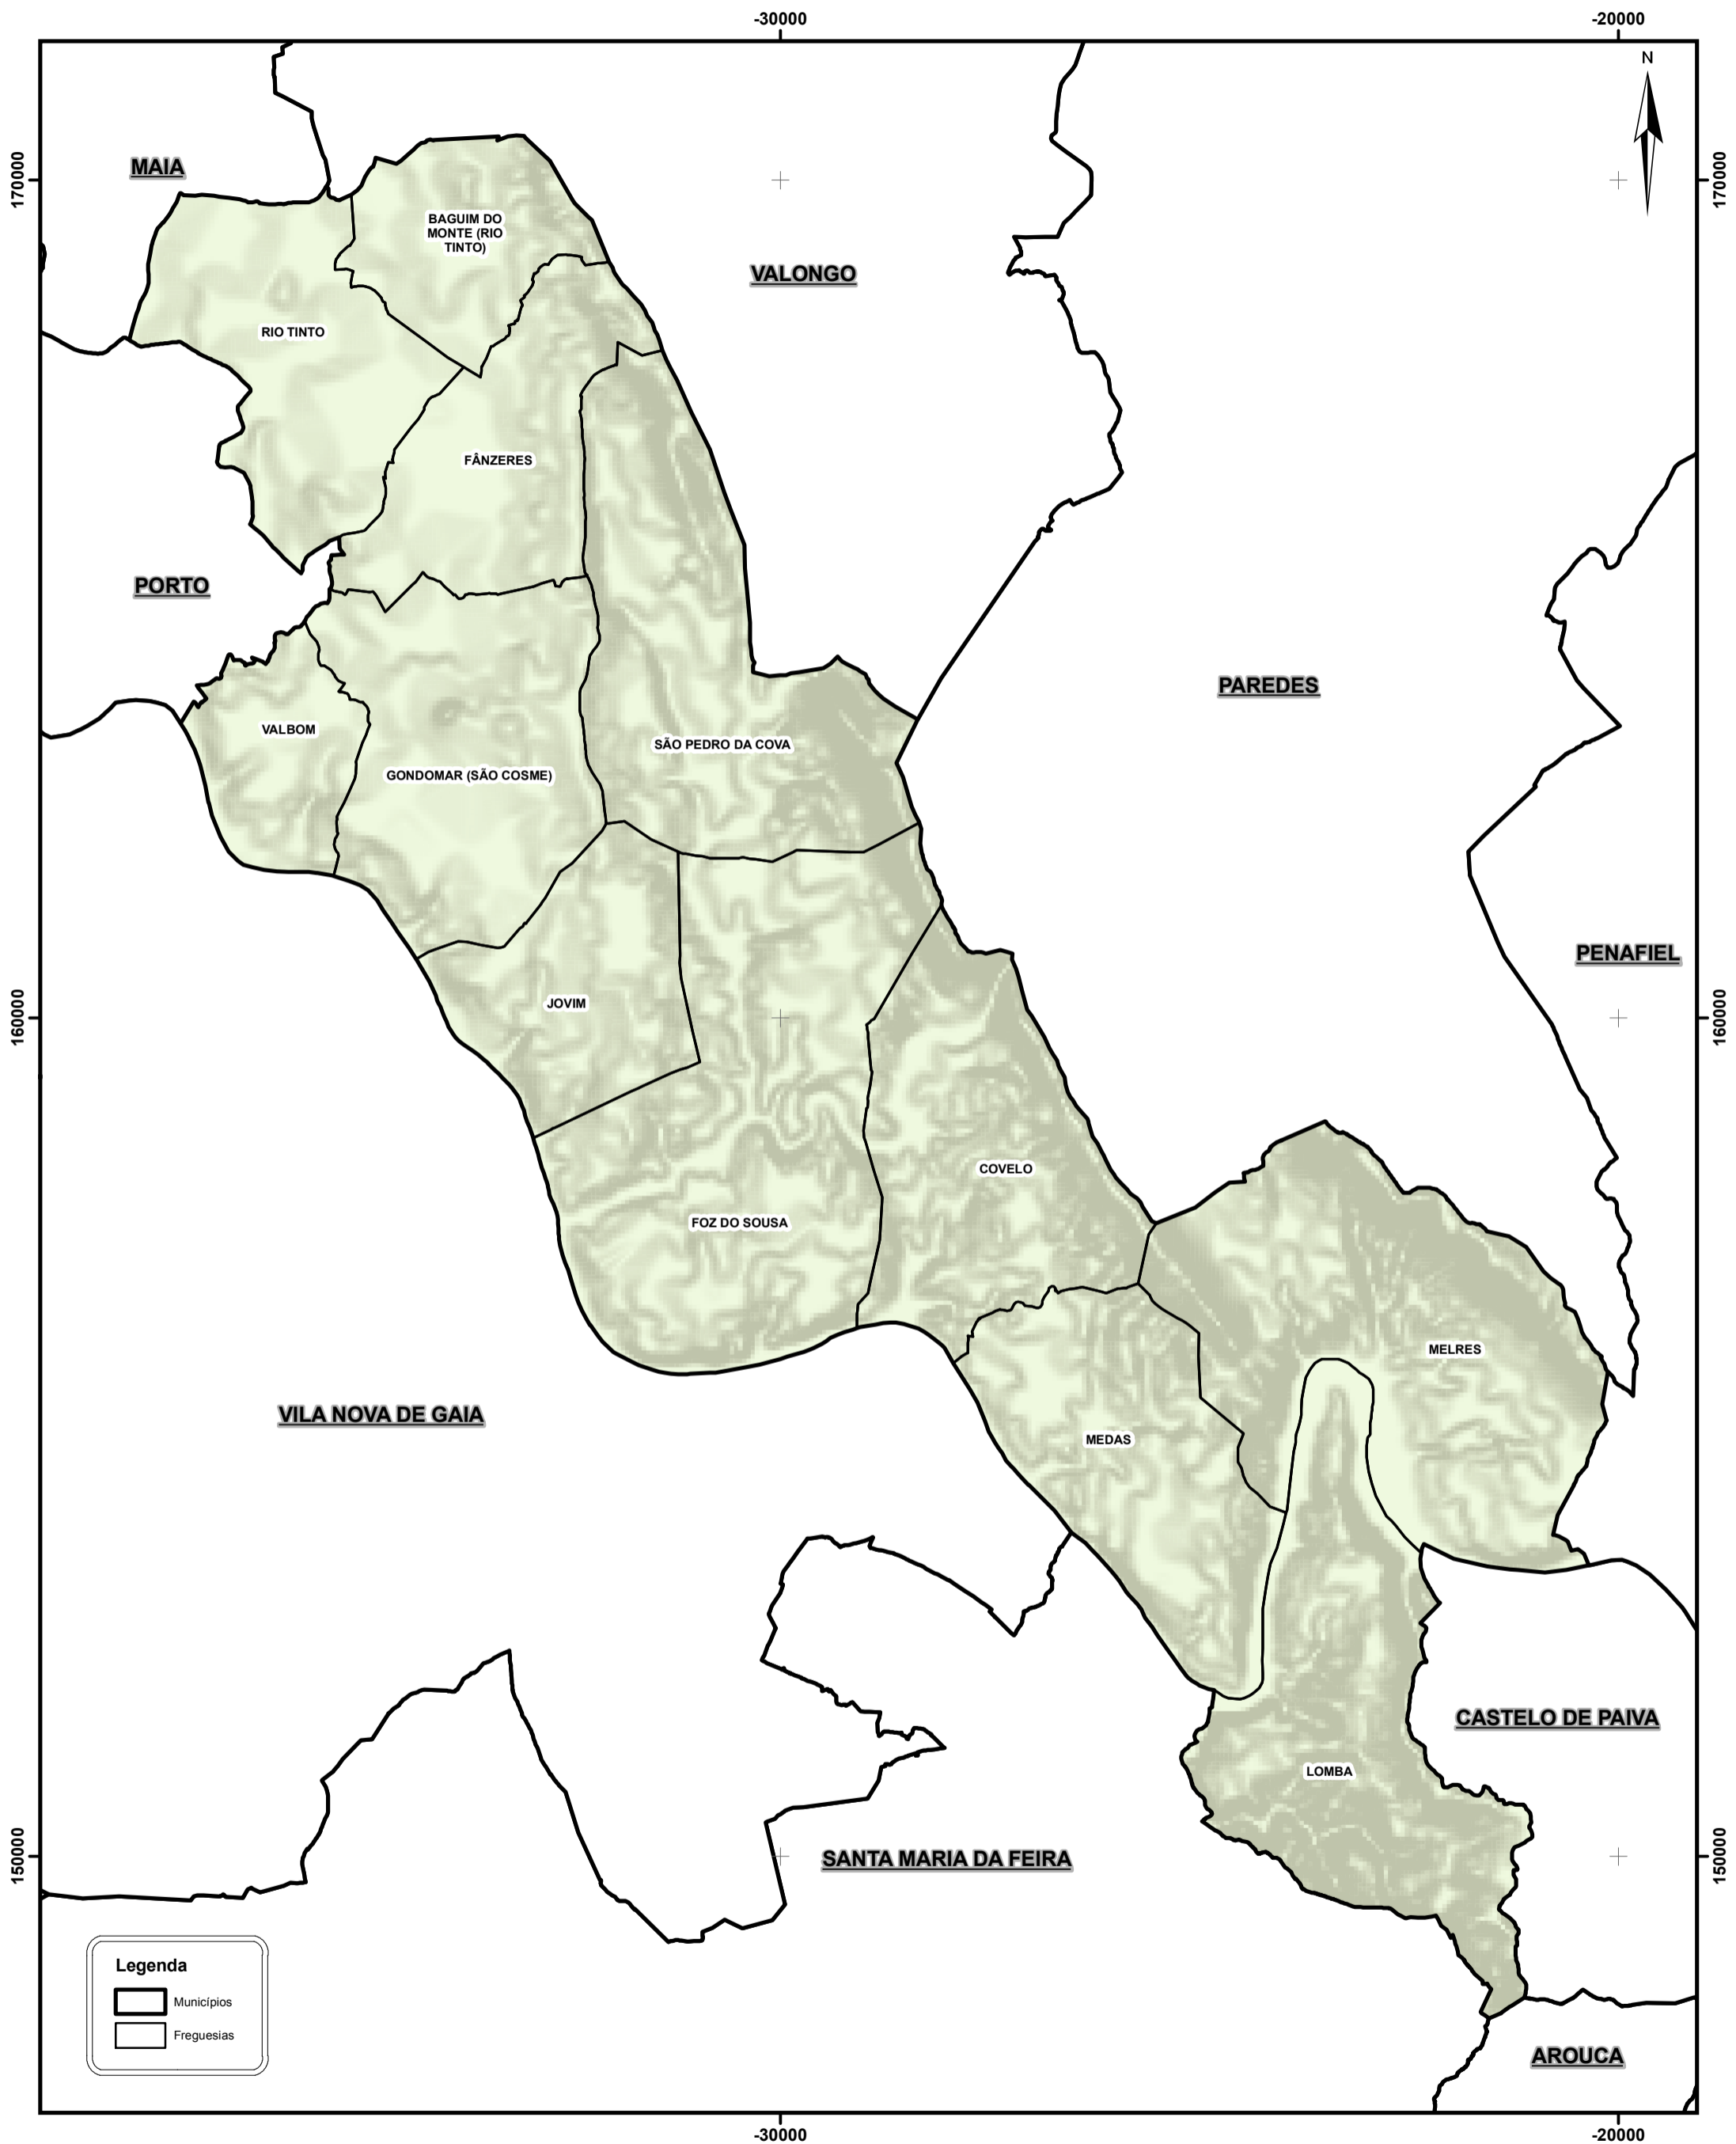 -30000
-20000
N
170000
170000
MAIA
BAGUIM DO
MONTE (RIO
TINTO)
VALONGO
RIO TINTO
FÂNZERES
PORTO
PAREDES
VALBOM
SÃO PEDRO DA COVA
GONDOMAR (SÃO COSME)
PENAFIEL
JOVIM
160000
160000
COVELO
FOZ DO SOUSA
MELRES
VILA NOVA DE GAIA
MEDAS
CASTELO DE PAIVA
LOMBA
150000
SANTA MARIA DA FEIRA
150000
Legenda
Municípios
Freguesias
AROUCA
-30000
-20000